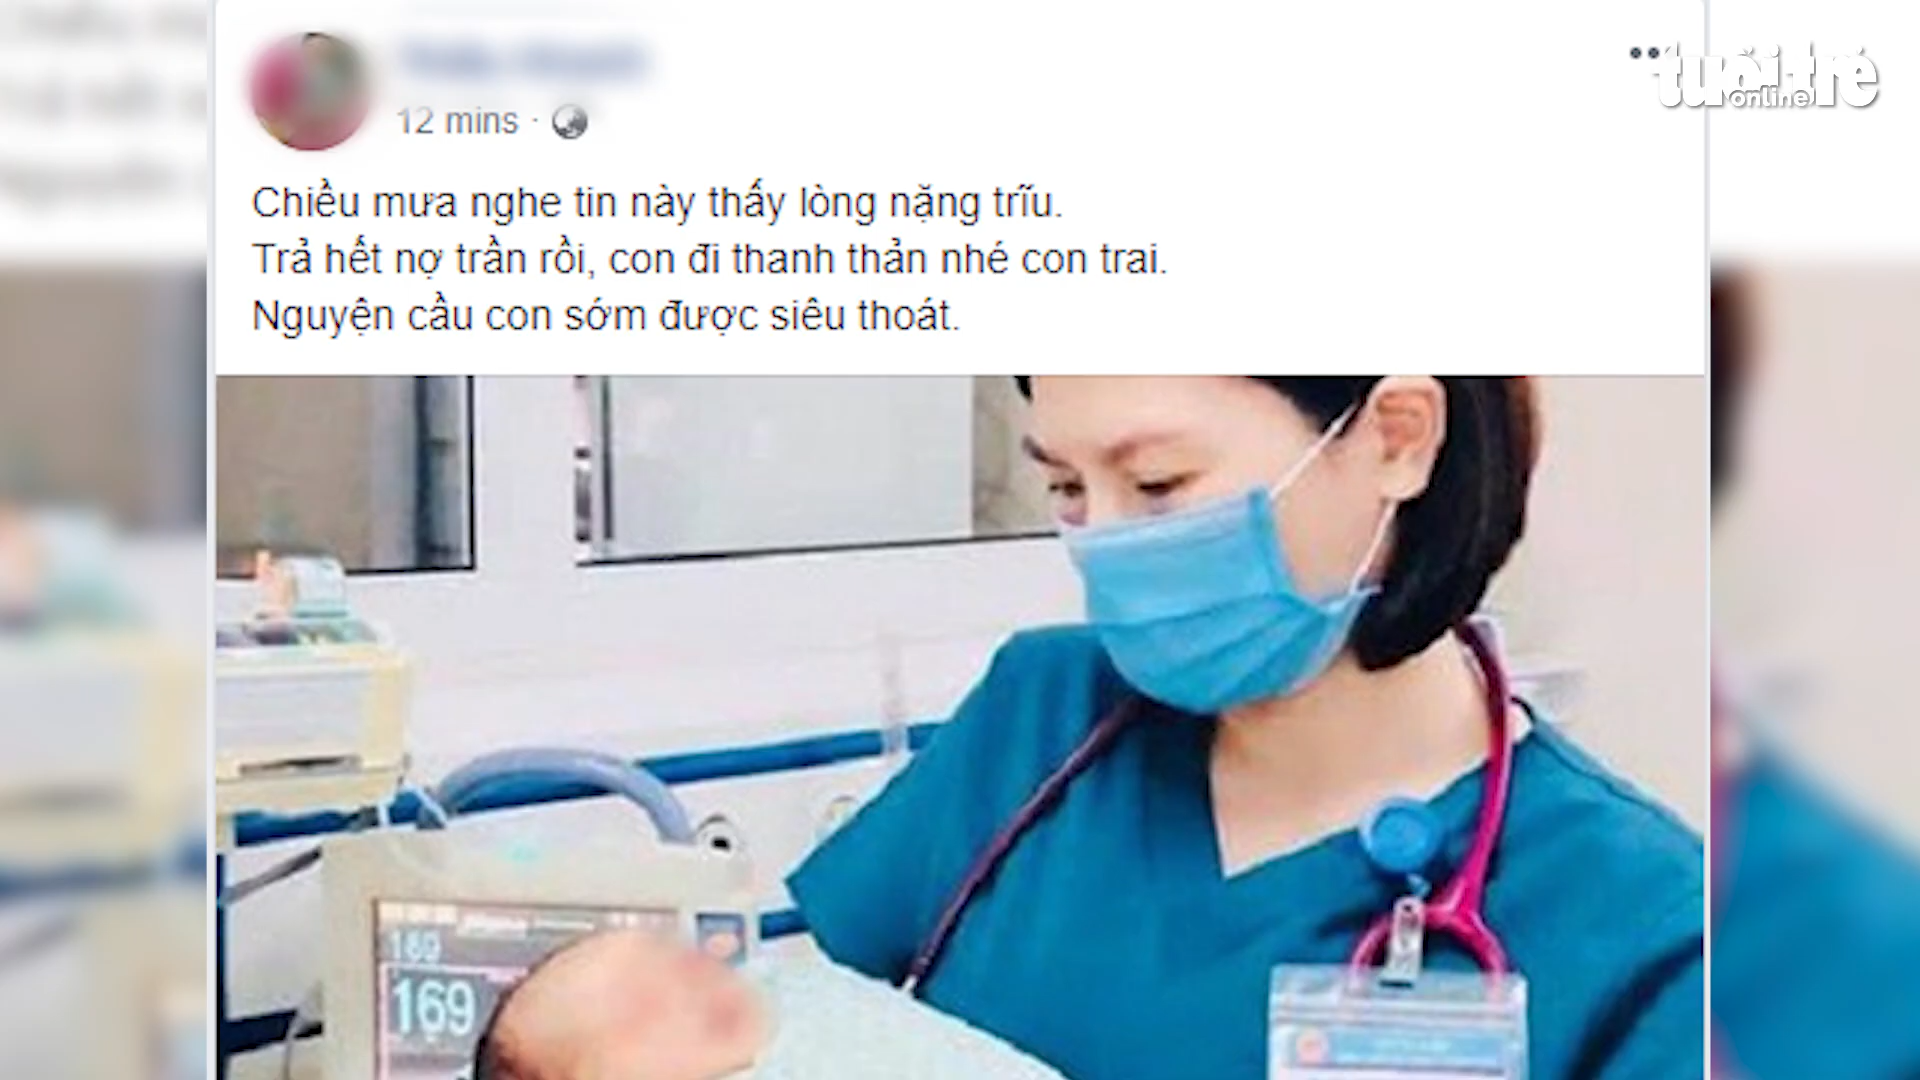 tuổi trẻ
online
12 mins ·
Chiều mưa nghe tin này thấy lòng nặng trĩu.
Trả hết nợ trần rồi, con đi thanh thản nhé con trai.
Nguyện cầu con sớm được siêu thoát.
169
169